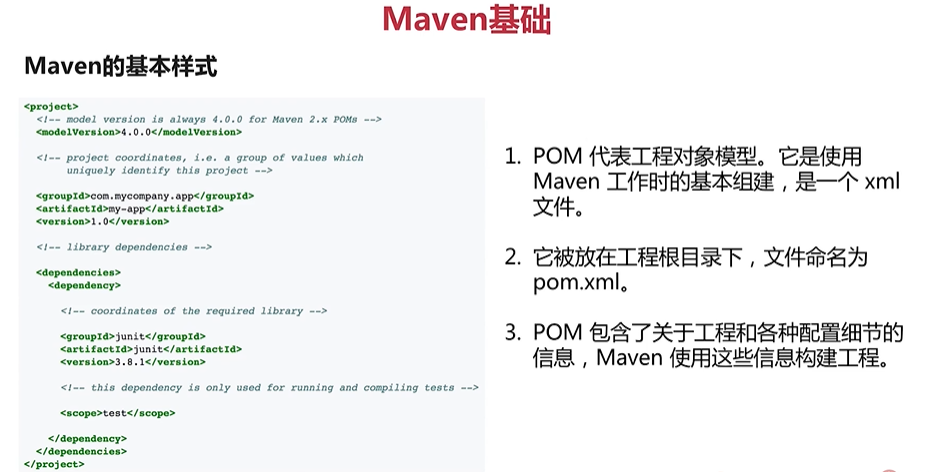 Maven基础
Maven的基本样式
<project>
<!-- model version is always 4.0.0 for Maven 2.x POMs -->
<modelVersion>4.0.0</modelVersion>
<!-- project coordinates, i.e. a group of values which
uniquely identify this project -->
<groupId>com.mycompany.app</groupId>
<artifactId>my-app</artifactId>
<version>1.0</version>
<!-- library dependencies -->
<dependencies>
<dependency>
<!-- coordinates of the required library -->
<groupId>junit</groupId>
<artifactId>junit</artifactId>
<version>3.8.1</version>
<!-- this dependency is only used for running and compiling tests -->
<scope>test</scope>
</dependency>
</dependencies>
</project>
1. POM 代表工程对象模型。它是使用
Maven 工作时的基本组建，是一个 xml
文件。
2. 它被放在工程根目录下，文件命名为
pom.xml。
3. POM 包含了关于工程和各种配置细节的
信息，Maven 使用这些信息构建工程。